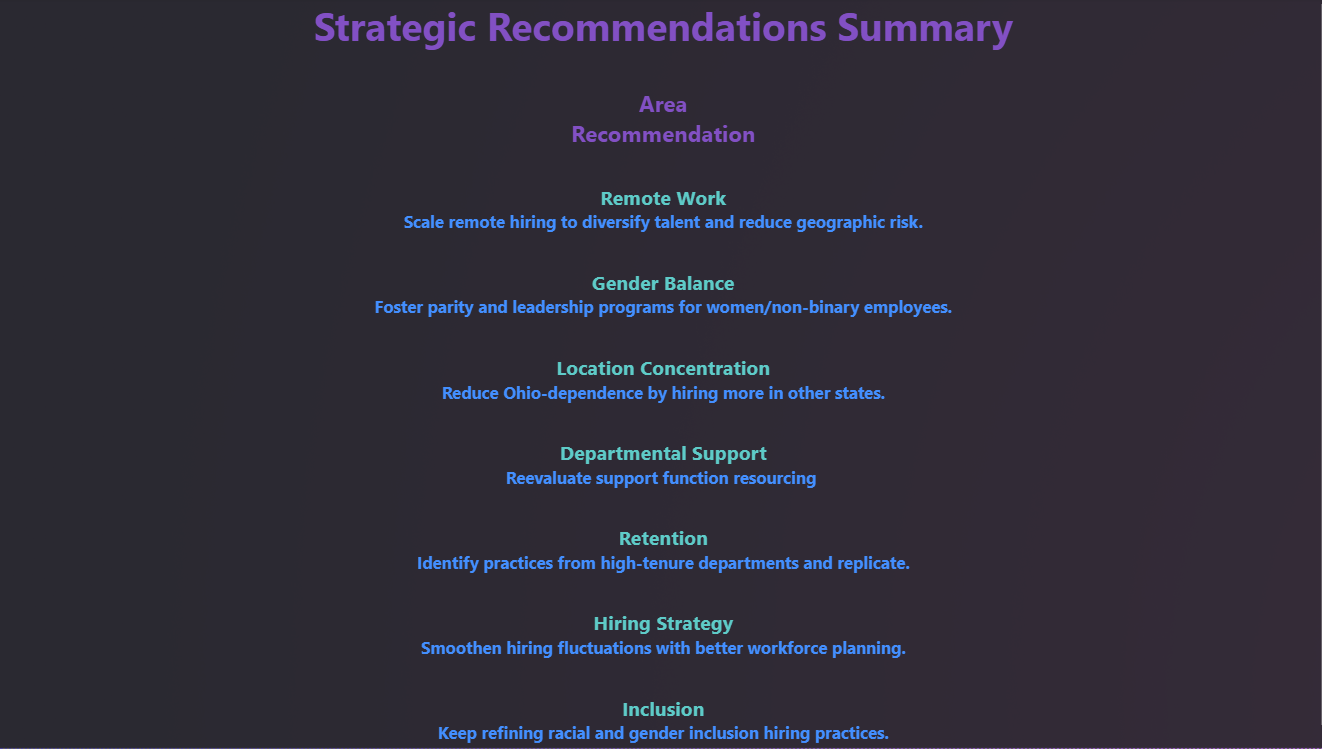 Strategic Recommendations Summary
Area
Recommendation
Remote Work
Scale remote hiring to diversify talent and reduce geographic risk.
Gender Balance
Foster parity and leadership programs for women/non-binary employees.
Location Concentration
Reduce Ohio-dependence by hiring more in other states.
Departmental Support
Reevaluate support function resourcing
Retention
Identify practices from high-tenure departments and replicate.
Hiring Strategy
Smoothen hiring fluctuations with better workforce planning.
Inclusion
Keep refining racial and gender inclusion hiring practices.